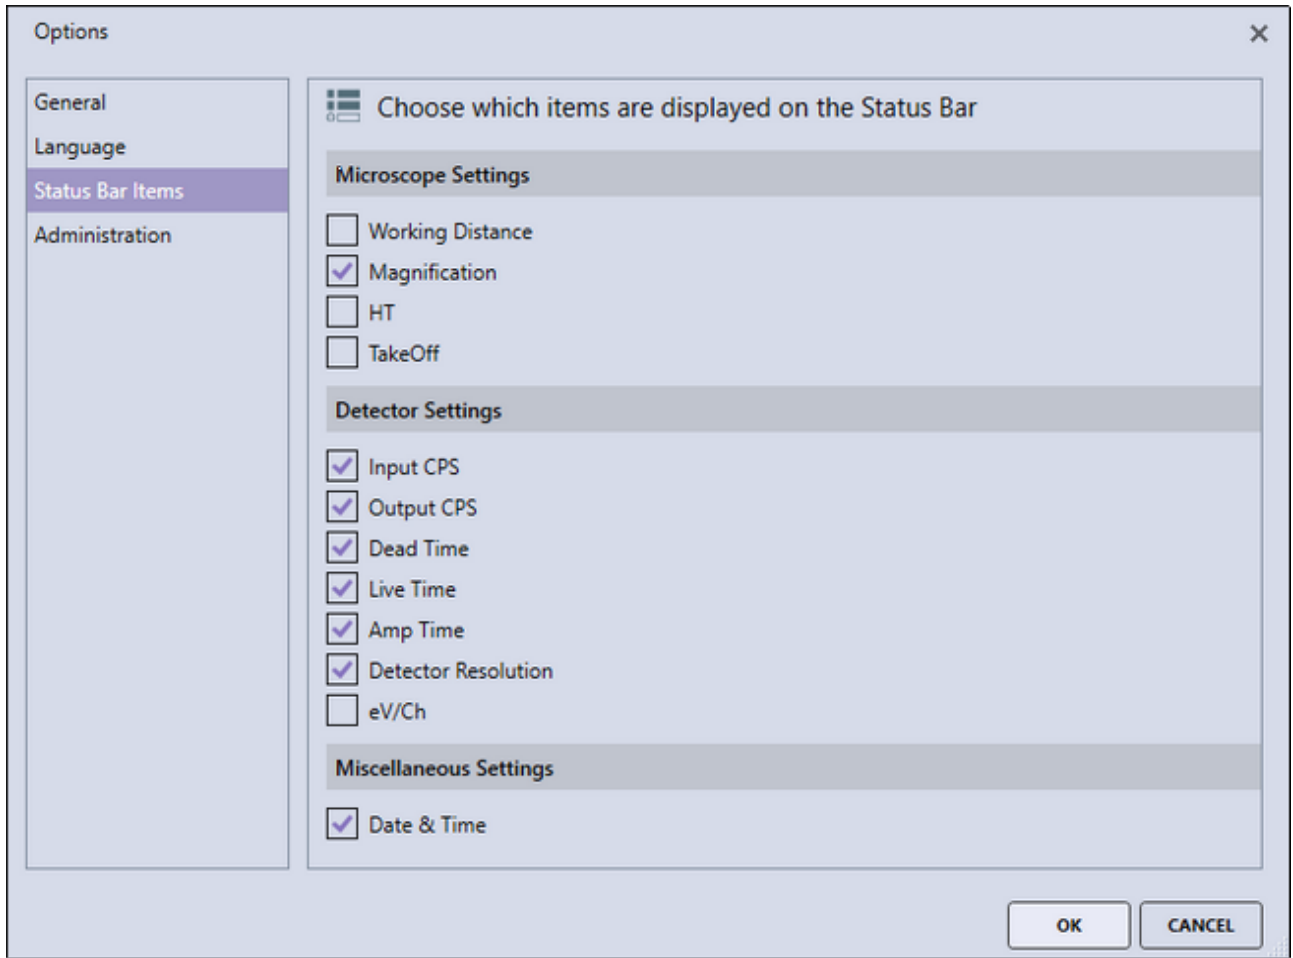 Options
General
Language
Status Bar Items
Administration
Choose which items are displayed on the Status Bar
Microscope Settings
Working Distance
Magnification
HT
TakeOff
Detector Settings
Input CPS
Output CPS
Dead Time
Live Time
Amp Time
Detector Resolution
eV/Ch
Miscellaneous Settings
Date & Time
OK
CANCEL